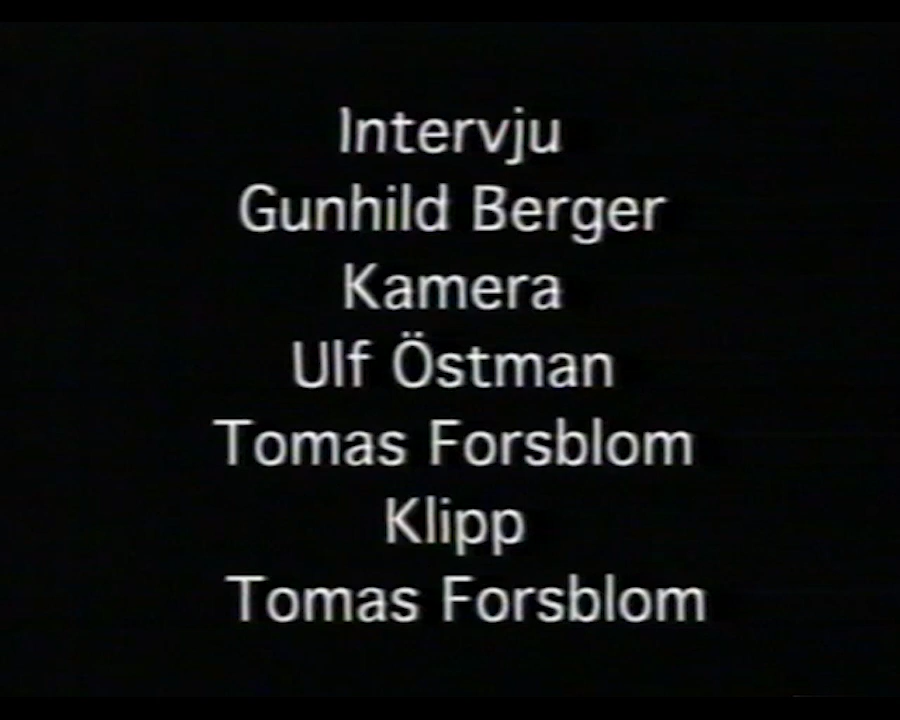 Intervju
Gunhild Berger
Kamera
Ulf Östman
Tomas Forsblom
Klipp
Tomas Forsblom